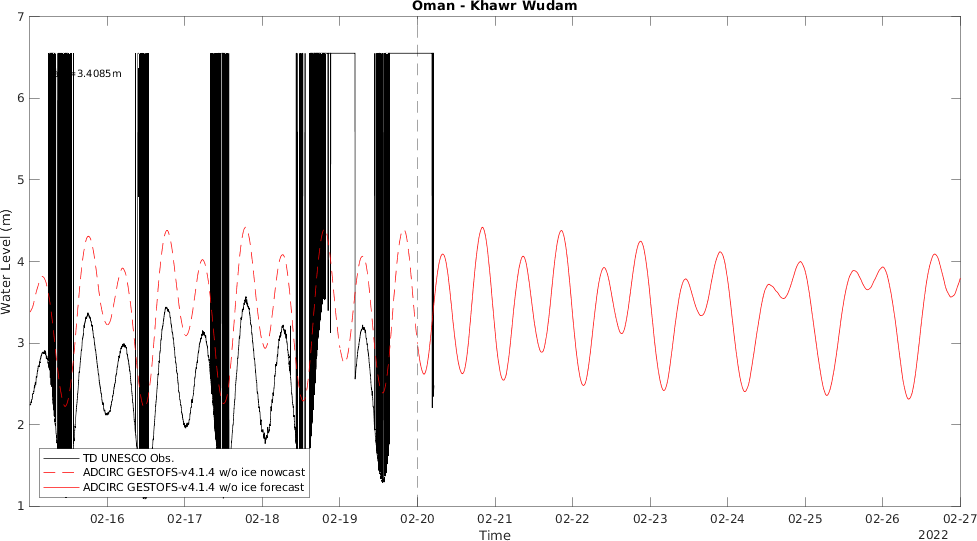 Oman - Khawr Wudam
7
6
5
4
3
2
1
Water Level (m)
=3.4085m
TD UNESCO Obs.
ADCIRC GESTOFS-v4.1.4 w/o ice nowcast
ADCIRC GESTOFS-v4.1.4 w/o ice forecast
02-16 02-17 02-18 02-19 02-20 02-21 02-22 02-23 02-24 02-25 02-26 02-27
Time
2022